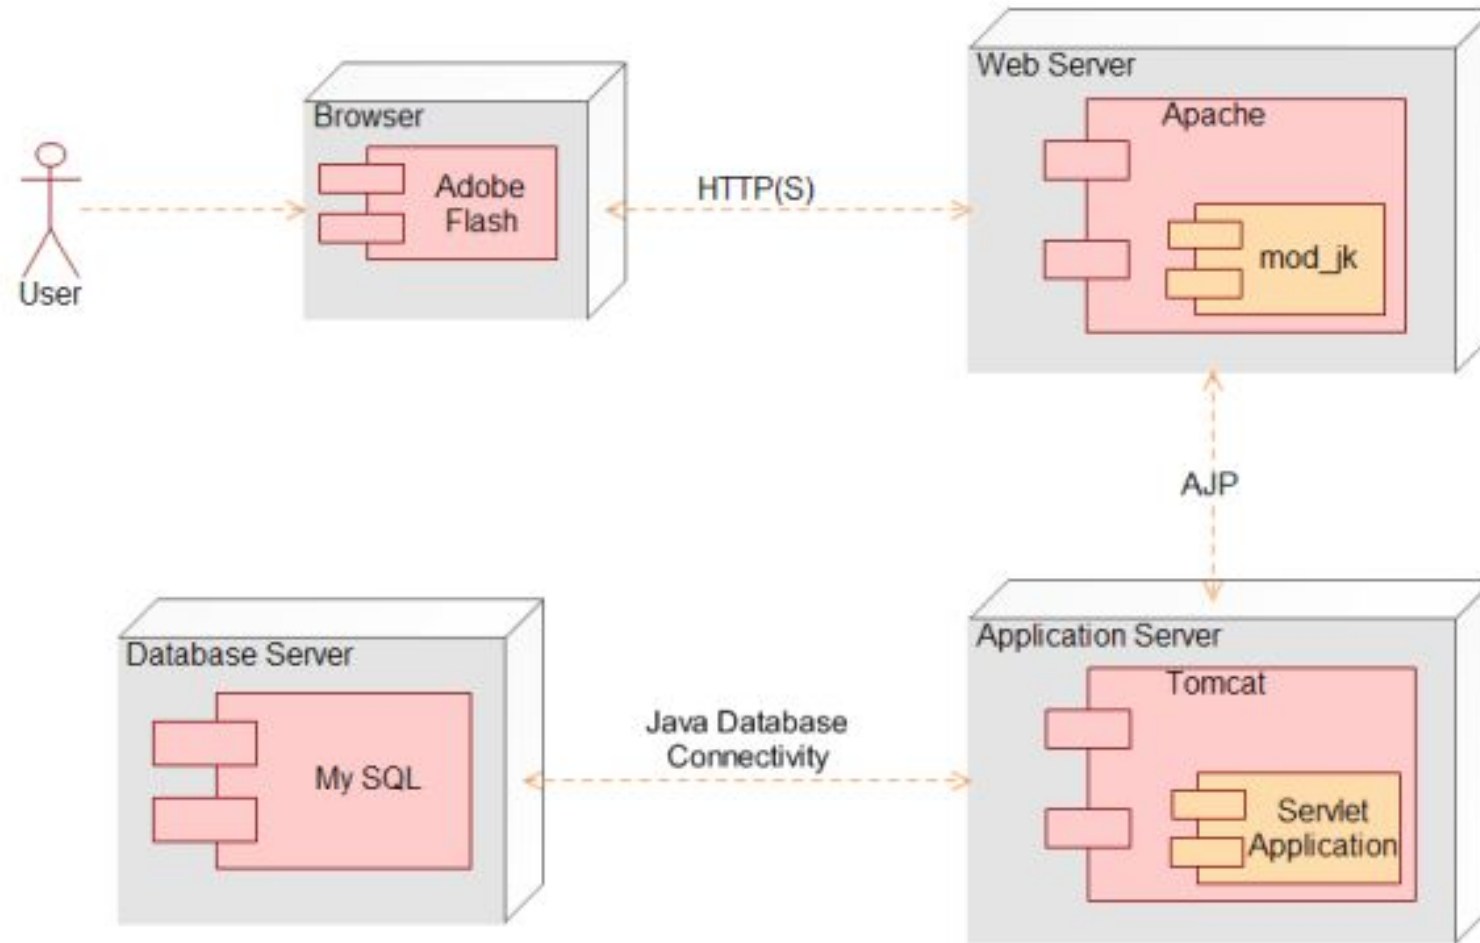 Web Server
Apache
mod_jk
Browser
Adobe
Flash
HTTP(S)
User
AJP
Application Server
Tomcat
Servlet
Application
Database Server
My SQL
Java Database
Connectivity